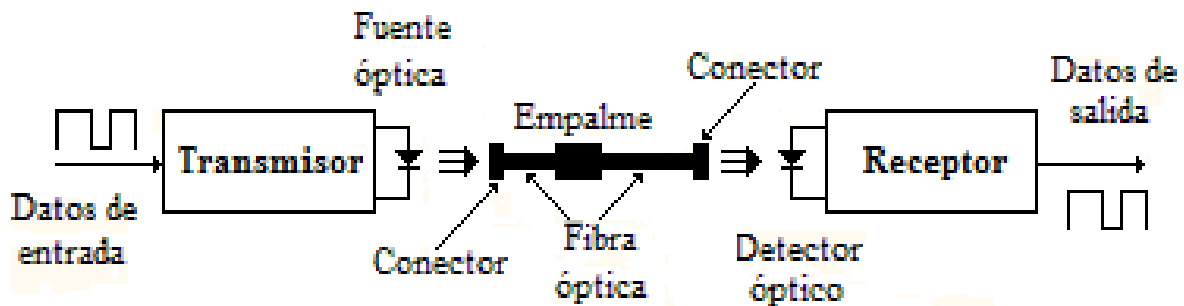 Fuente
óptica
Conector
Datos de
salida
Empalme
Transmisor
Receptor
Datos de
entrada
Conector
Fibra
óptica
Detector
óptico